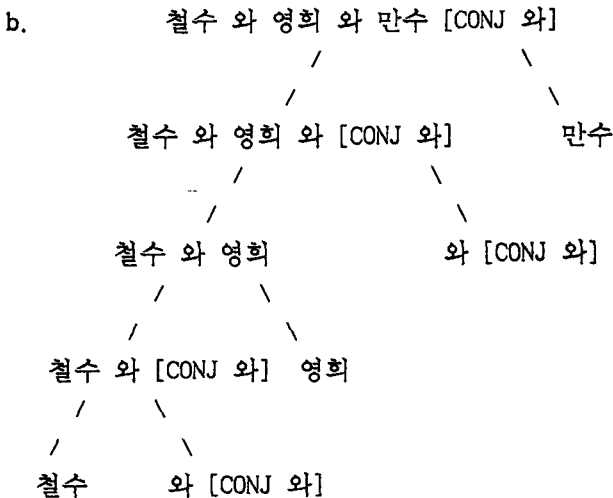 b. 철수 와 영희 와 만수 [CONJ 와]
/ \
/ \
철수 와 영희 와 [CONJ 와] 만수
/ \
/ \
철수 와 영희 와 [CONJ 와]
/ \
/ \
철수 와 [CONJ 와] 영희
/ \
/ \
철수 와 [CONJ 와]